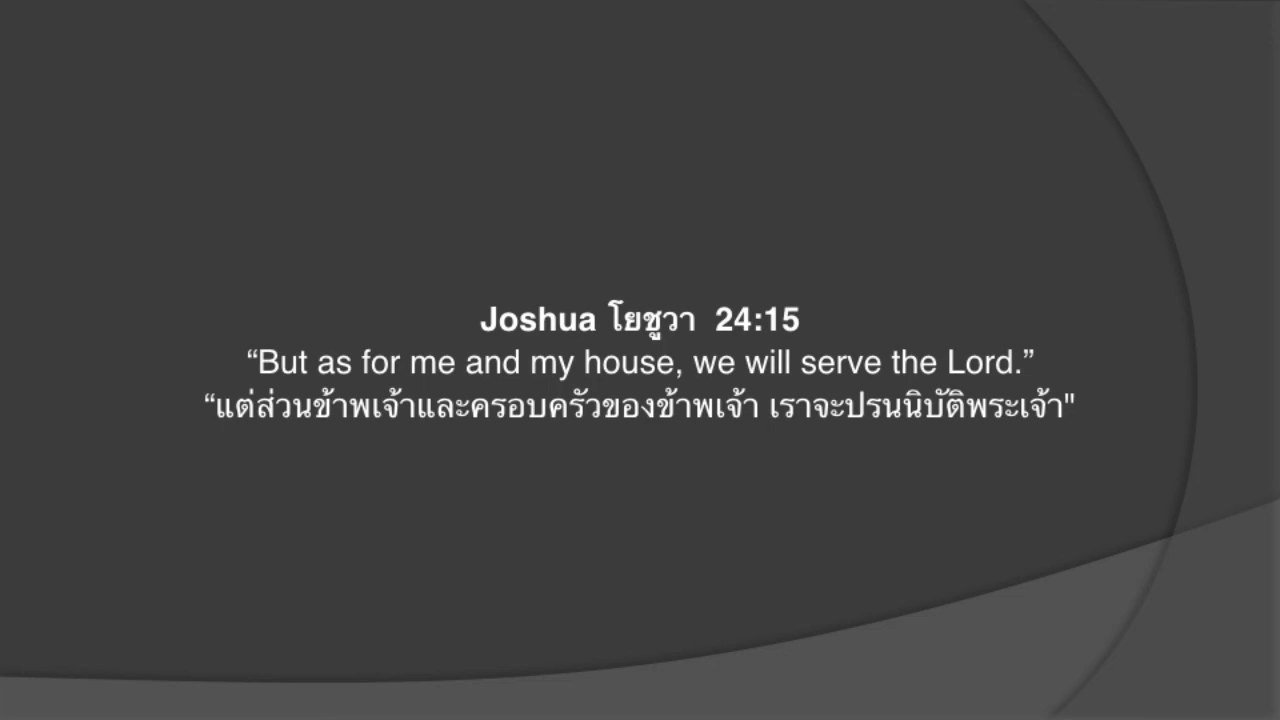 Joshua โยชูวา  24:15
“But as for me and my house, we will serve the Lord.”
“แต่ส่วนข้าพเจ้าและครอบครัวของข้าพเจ้า เราจะปรนนิบัติพระเจ้า"